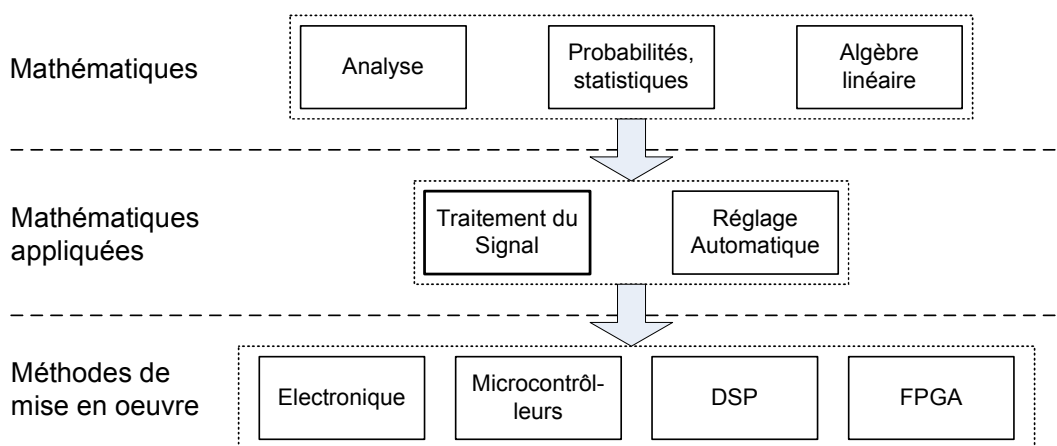 Mathématiques
Analyse
Probabilités,
statistiques
Algèbre
linéaire
Mathématiques
appliquées
Traitement du
Signal
Réglage
Automatique
Méthodes de
mise en oeuvre
Electronique
Microcontrôl-
leurs
DSP
FPGA